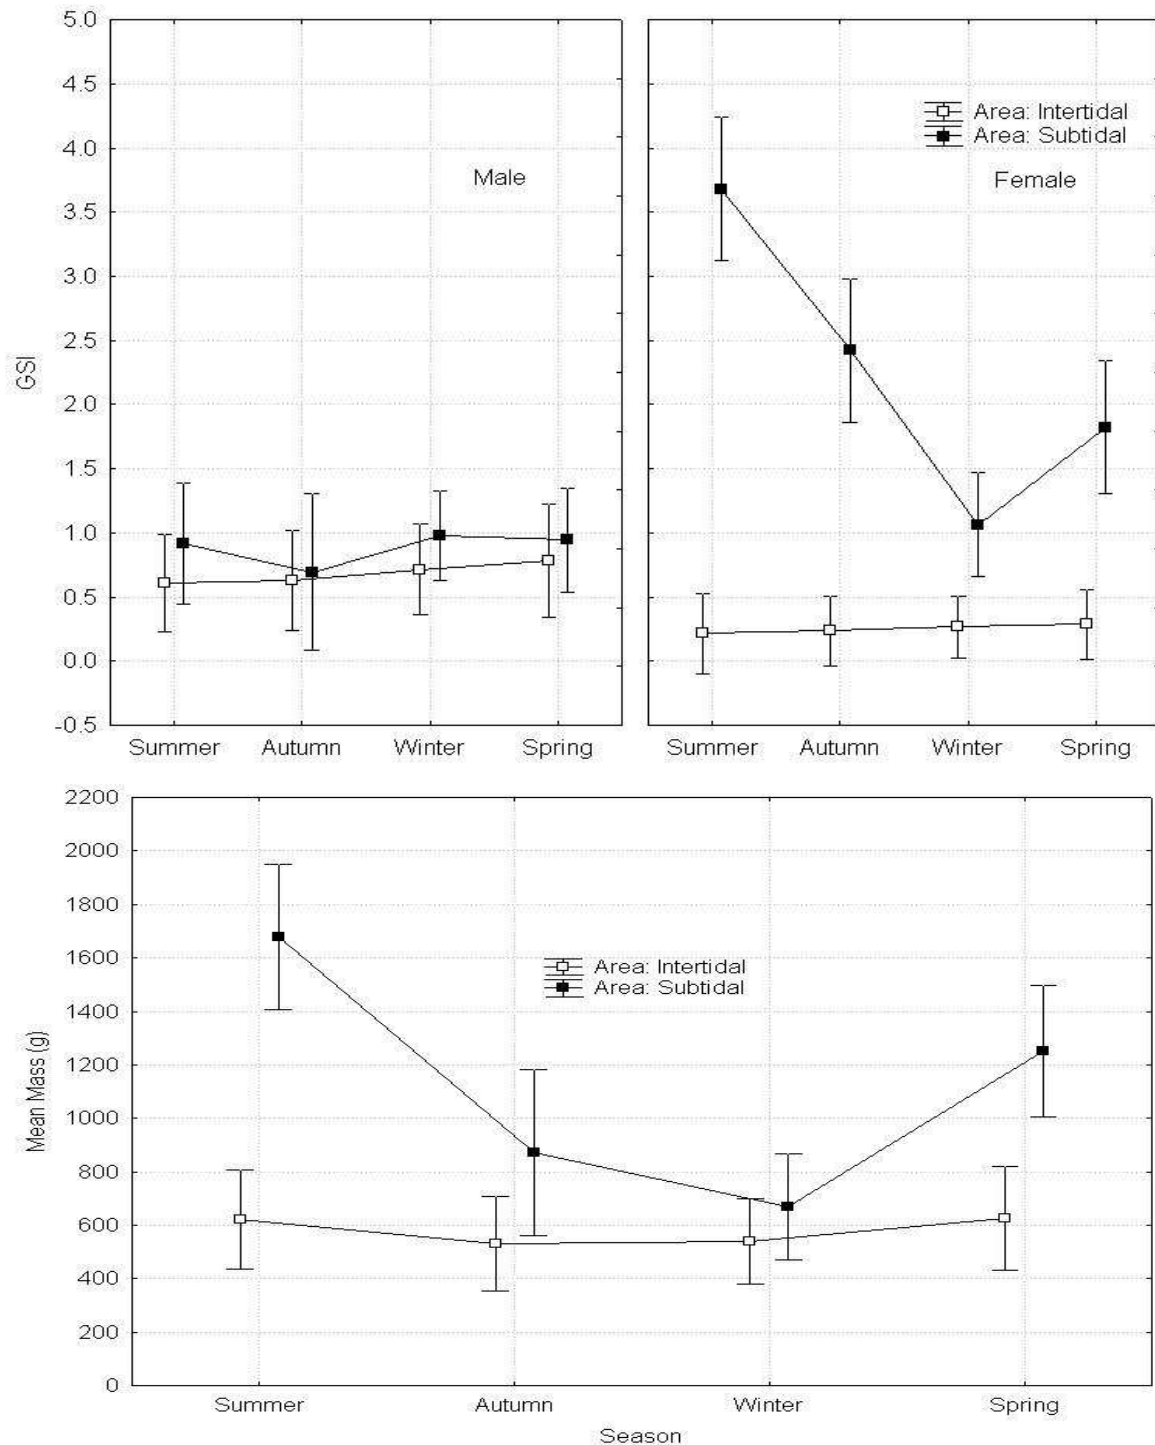 5.0
4.5
4.0
3.5
3.0
2.5
2.0
1.5
1.0
0.5
0.0
-0.5
GSI
Male
Area: Intertidal
Area: Subtidal
Female
Summer Autumn Winter Spring
Summer Autumn Winter Spring
2200
2000
1800
1600
1400
1200
1000
800
600
400
200
0
Mean Mass (g)
Area: Intertidal
Area: Subtidal
Summer Autumn Winter Spring
Season